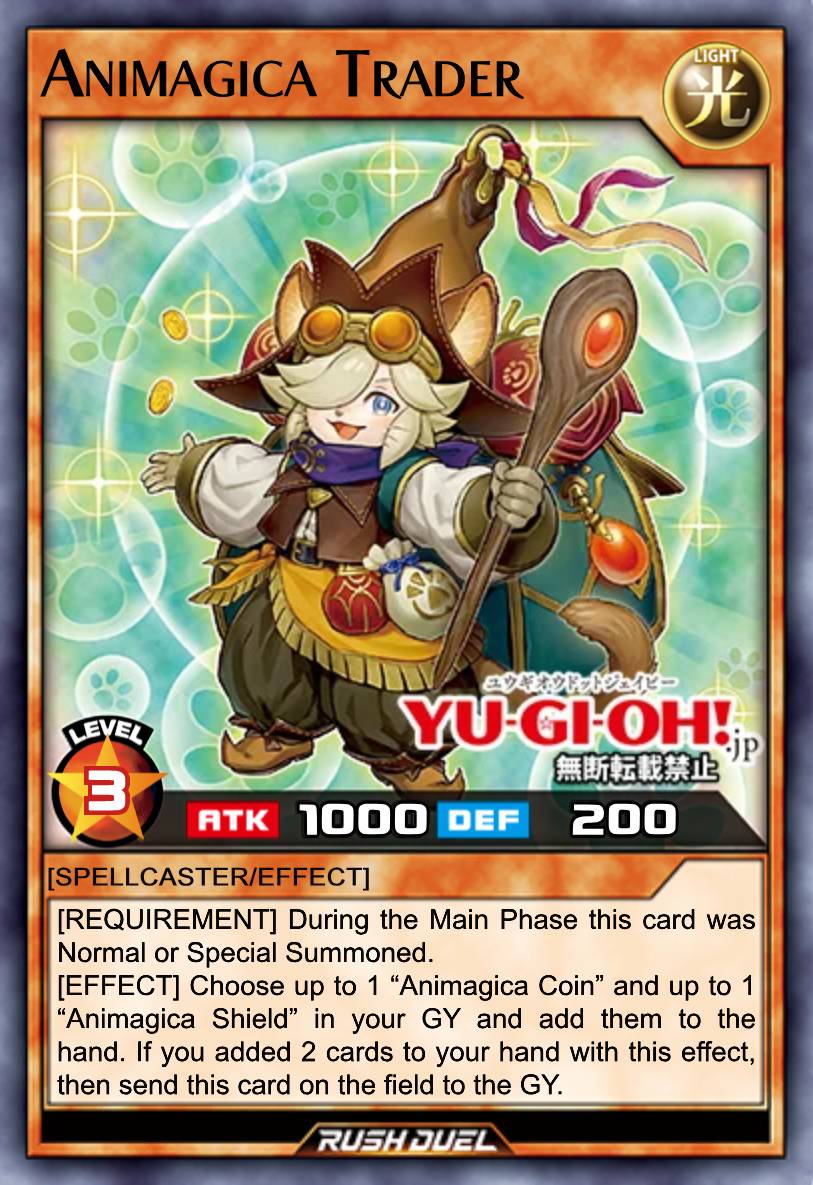 ANIMAGICA TRADER
LIGHT
光
ユウギオウドットジェイピー
YU-GI-OH!.jp
無断転載禁止
LEVEL
3
ATK 1000 DEF 200
[SPELLCASTER/EFFECT]
[REQUIREMENT] During the Main Phase this card was
Normal or Special Summoned.
[EFFECT] Choose up to 1 “Animagica Coin” and up to 1
“Animagica Shield” in your GY and add them to the
hand. If you added 2 cards to your hand with this effect,
then send this card on the field to the GY.
RUSH DUEL